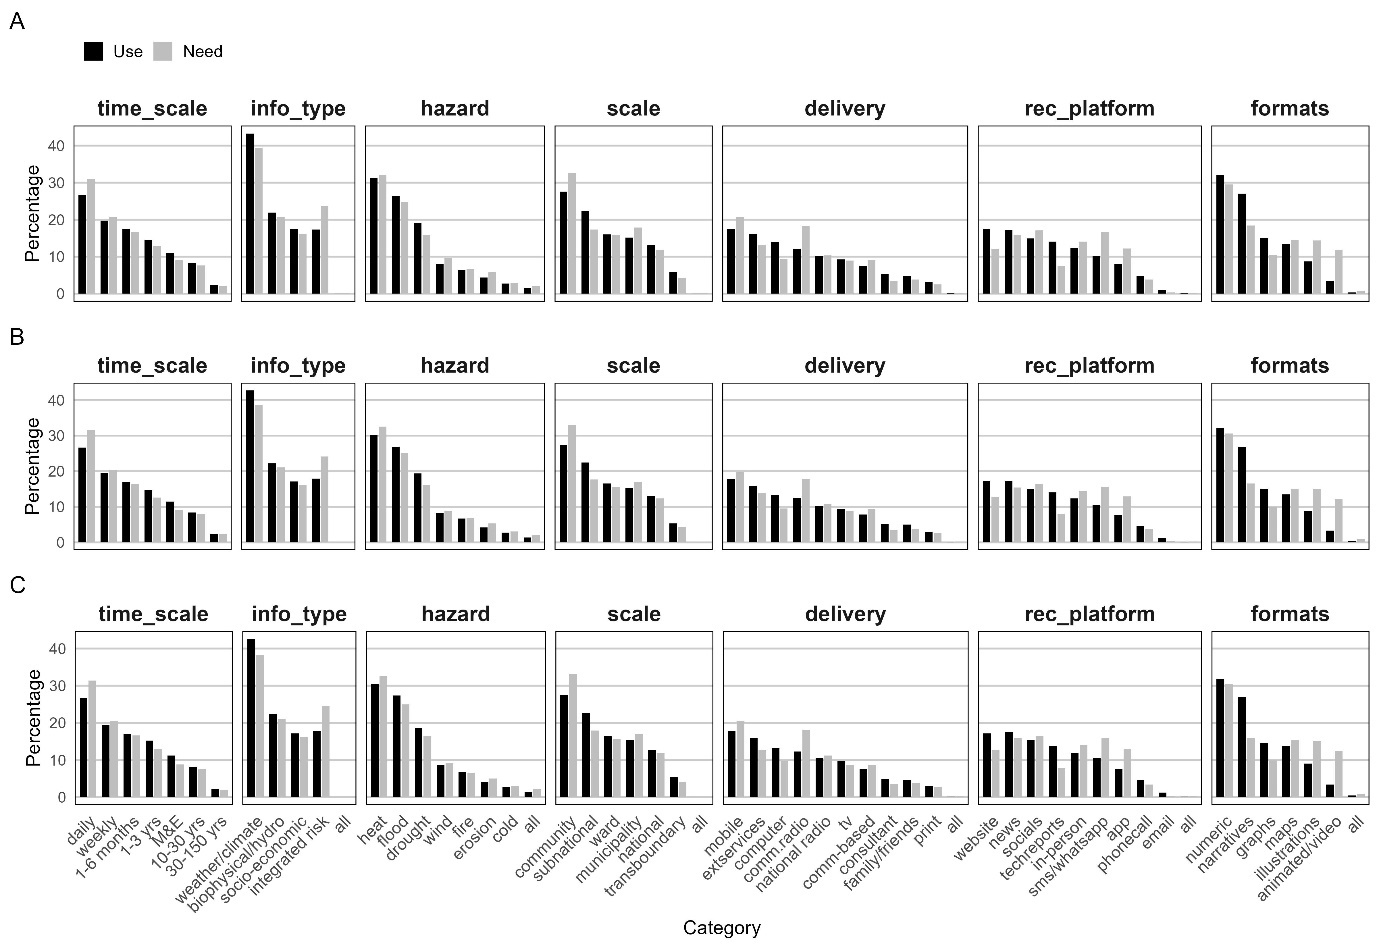 A
Use Need
time_scale info_type hazard scale delivery rec_platform formats
Percentage
40
30
20
10
0
B
time_scale info_type hazard scale delivery rec_platform formats
Percentage
40
30
20
10
0
C
time_scale info_type hazard scale delivery rec_platform formats
Percentage
40
30
20
10
0
daily
weekly
1-6 months
1-3 yrs
M&E
10-30 yrs
30-150 yrs
weather/climate
biophysical/hydro
socio-economic
integrated risk
all
heat
flood
drought
wind
fire
erosion
cold
all
community
subnational
ward
municipality
national
transboundary
all
mobile
extservices
computer
comm.radio
national radio
tv
comm-based
consultant
family/friends
print
all
website
news
socials
techreports
in-person
sms/whatsapp
app
phonecall
email
all
numeric
narratives
graphs
maps
illustrations
animated/video
all
Category